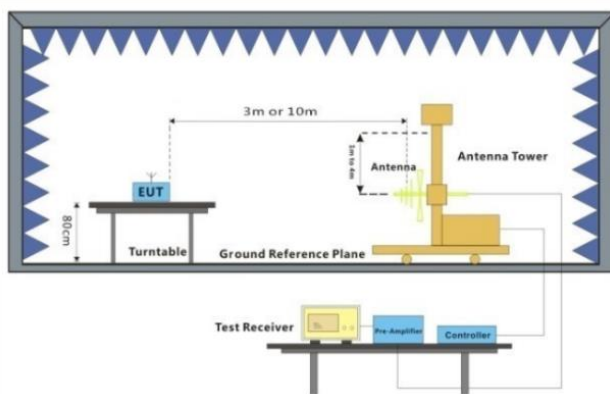 3m or 10m
1m to 4m
Antenna
Antenna Tower
EUT
80cm
Turntable
Ground Reference Plane
Test Receiver
Pre-Amplifier
Controller